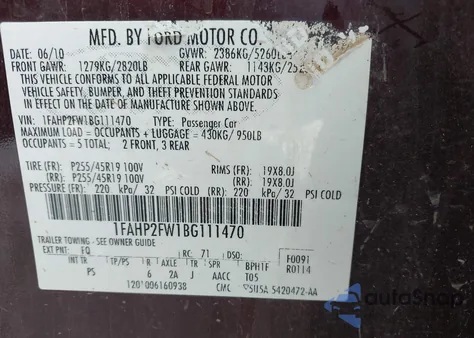 MFD. BY FORD MOTOR CO.
DATE: 06/10 GVWR: 2386KG/5260LB
FRONT GAWR: 1279KG/2820LB REAR GAWR: 1143KG/
THIS VEHICLE CONFORMS TO ALL APPLICABLE FEDERAL MOTOR
VEHICLE SAFETY, BUMPER, AND THEFT PREVENTION STANDARDS
IN EFFECT ON THE DATE OF MANUFACTURE SHOWN ABOVE.
VIN: 1FAHP2FW1BG111470 TYPE: Passenger Car
MAXIMUM LOAD = OCCUPANTS + LUGGAGE = 430KG/ 950LB
OCCUPANTS = 5 TOTAL: 2 FRONT, 3 REAR
TIRE (FR): P255/45R19 100V RIMS (FR): 19X8.0J
(RR): P255/45R19 100V (RR): 19X8.0J
PRESSURE (FR): 220 kPa/ 32 PSI COLD (RR): 220 kPa/ 32 PSI COLD
1FAHP2FW1BG111470
TRAILER TOWING - SEE OWNER GUIDE
EXT PNT: FQ RC: 71 DSO: F0091
INT TR TP/PS R AXLE TR SPR BPHTF R0114
PS 6 2A J AACC T05
1201006160938 CMC 5U5A 5420472-AA
AutoSnap